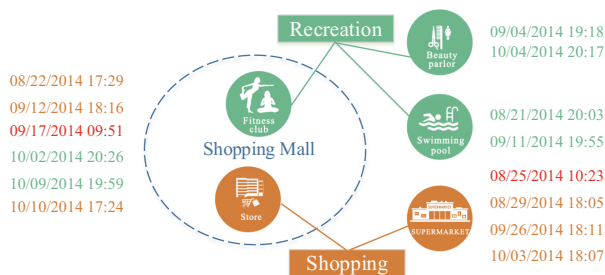 Recreation
09/04/2014 19:18
10/04/2014 20:17
Beauty
parlor
08/22/2014 17:29
09/12/2014 18:16
09/17/2014 09:51
10/02/2014 20:26
10/09/2014 19:59
10/10/2014 17:24
Fitness
club
Shopping Mall
08/21/2014 20:03
09/11/2014 19:55
Swimming
pool
Store
SUPERMARKET
SUPERMARKET
08/25/2014 10:23
08/29/2014 18:05
09/26/2014 18:11
10/03/2014 18:07
Shopping